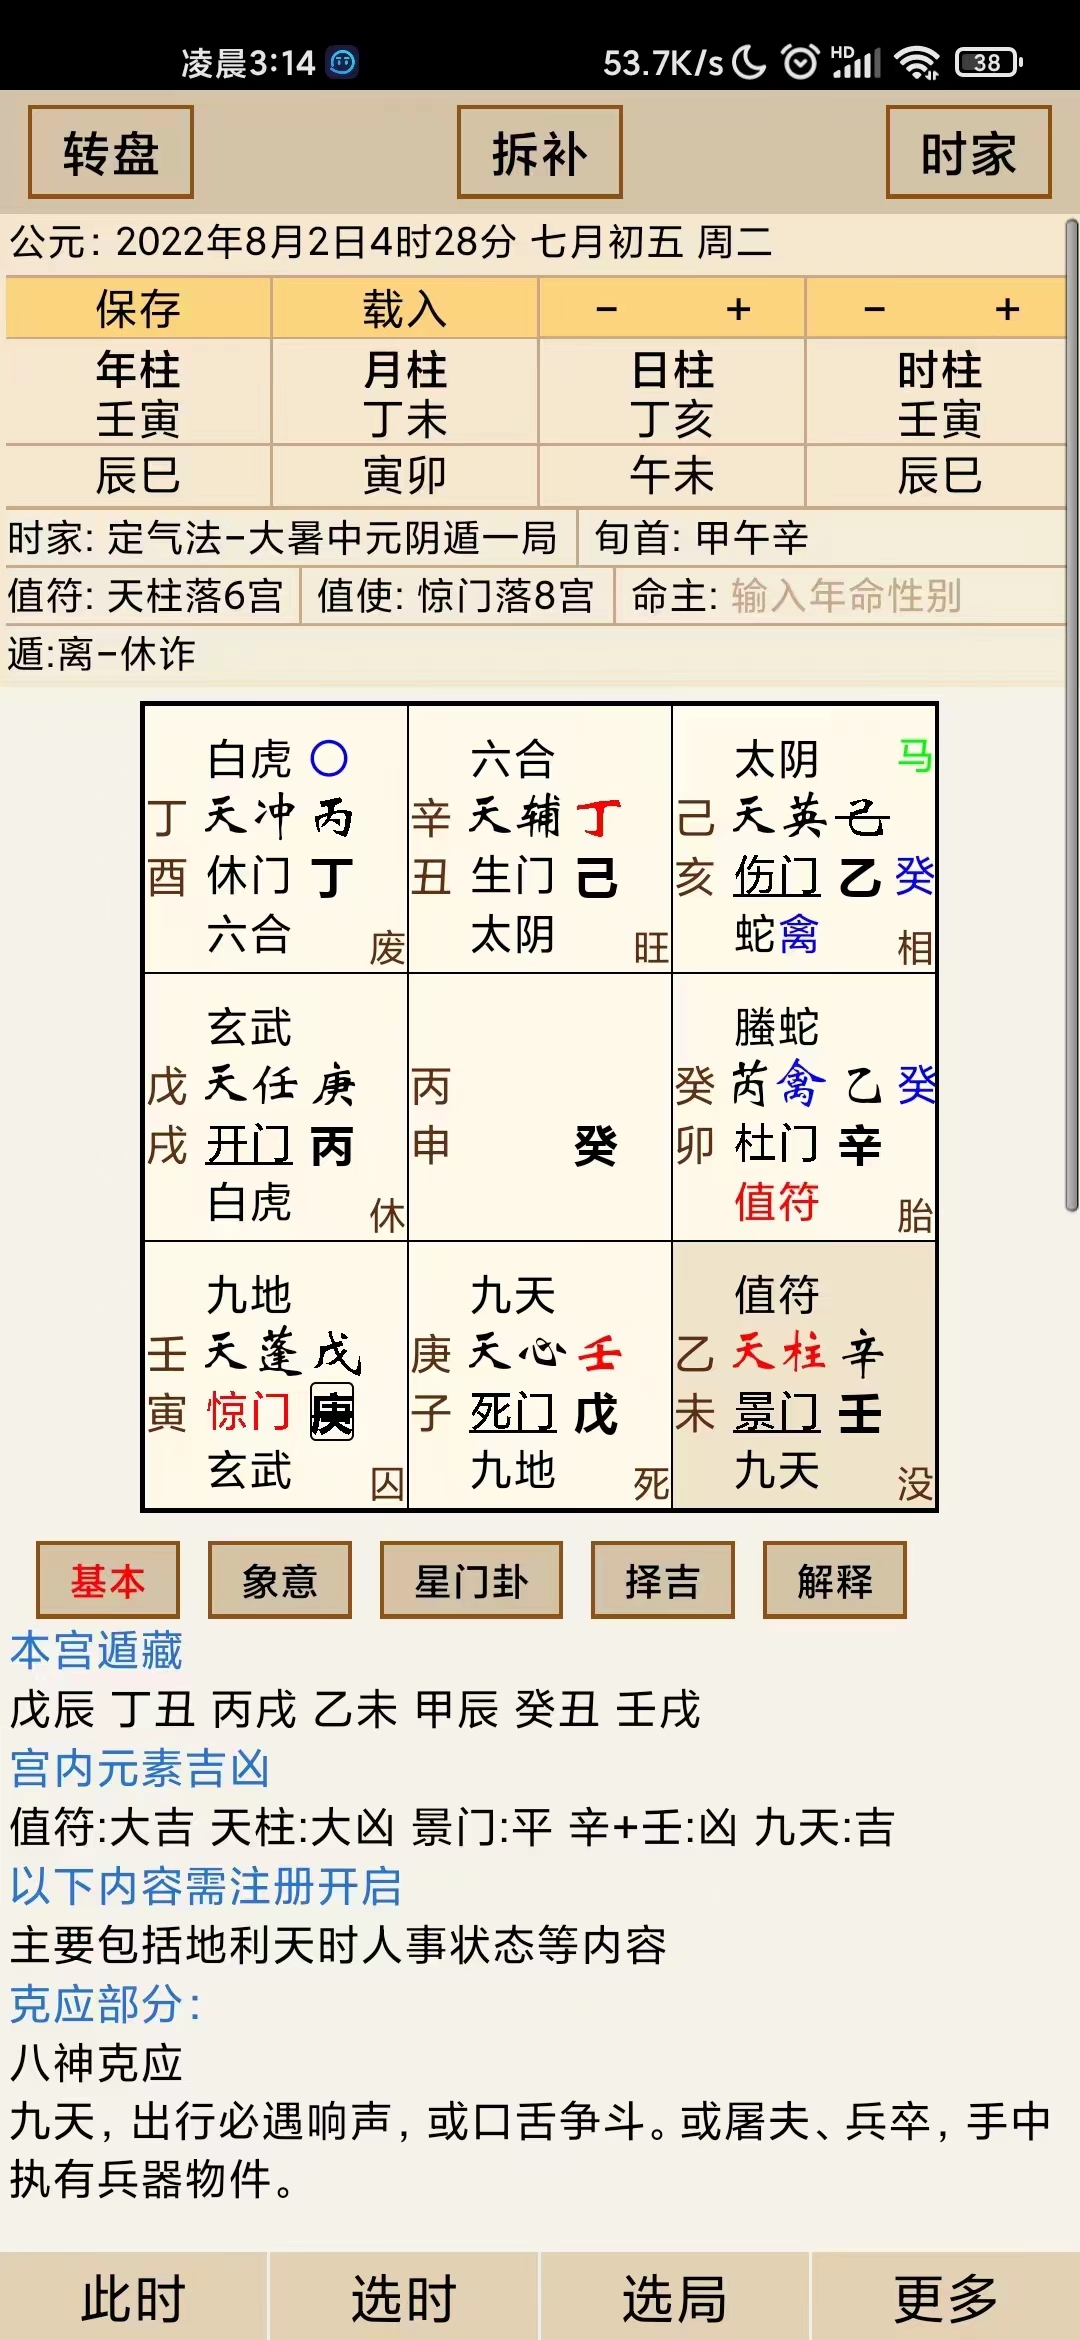 凌晨3:14 53.7K/s HD 38
转盘 拆补 时家
公元: 2022年8月2日4时28分 七月初五 周二
保存 载入 − + − +
年柱 月柱 日柱 时柱
壬寅 丁未 丁亥 壬寅
辰巳 寅卯 午未 辰巳
时家: 定气法−大暑中元阴遁一局 旬首: 甲午辛
值符: 天柱落6宫 值使: 惊门落8宫 命主: 输入年命性别
遁:离−休诈
白虎 〇 六合 太阴 马
丁 天冲 丙 辛 天辅 丁 己 天英 己
酉 休门 丁 丑 生门 己 亥 伤门 乙 癸
六合 废 太阴 旺 蛇禽 相
玄武 螣蛇
戊 天任 庚 丙 癸 芮禽 乙 癸
戌 开门 丙 申 癸 卯 杜门 辛
白虎 休 值符 胎
九地 九天 值符
壬 天蓬 戊 庚 天心 壬 乙 天柱 辛
寅 惊门 庚 子 死门 戊 未 景门 壬
玄武 囚 九地 死 九天 没
基本 象意 星门卦 择吉 解释
本宫遁藏
戊辰 丁丑 丙戌 乙未 甲辰 癸丑 壬戌
宫内元素吉凶
值符:大吉 天柱:大凶 景门:平 辛+壬:凶 九天:吉
以下内容需注册开启
主要包括地利天时人事状态等内容
克应部分:
八神克应
九天, 出行必遇响声, 或口舌争斗。或屠夫、兵卒, 手中
执有兵器物件。
此时 选时 选局 更多